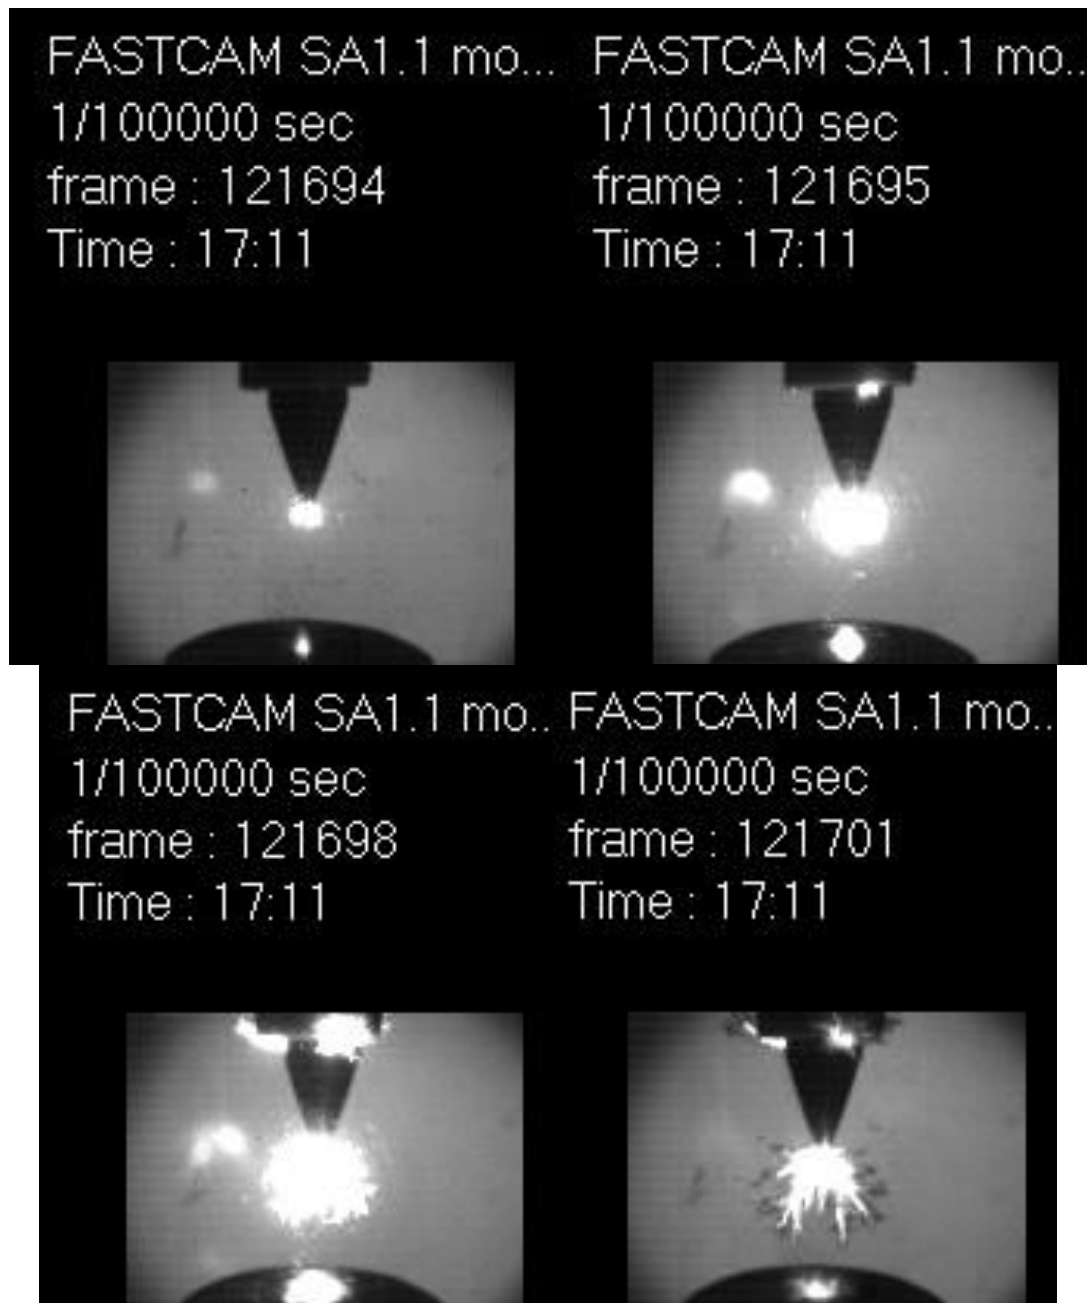 FASTCAM SA1.1 mo...
1/100000 sec
frame : 121694
Time : 17:11
FASTCAM SA1.1 mo..
1/100000 sec
frame : 121695
Time : 17:11
FASTCAM SA1.1 mo..
1/100000 sec
frame : 121698
Time : 17:11
FASTCAM SA1.1 mo..
1/100000 sec
frame : 121701
Time : 17:11